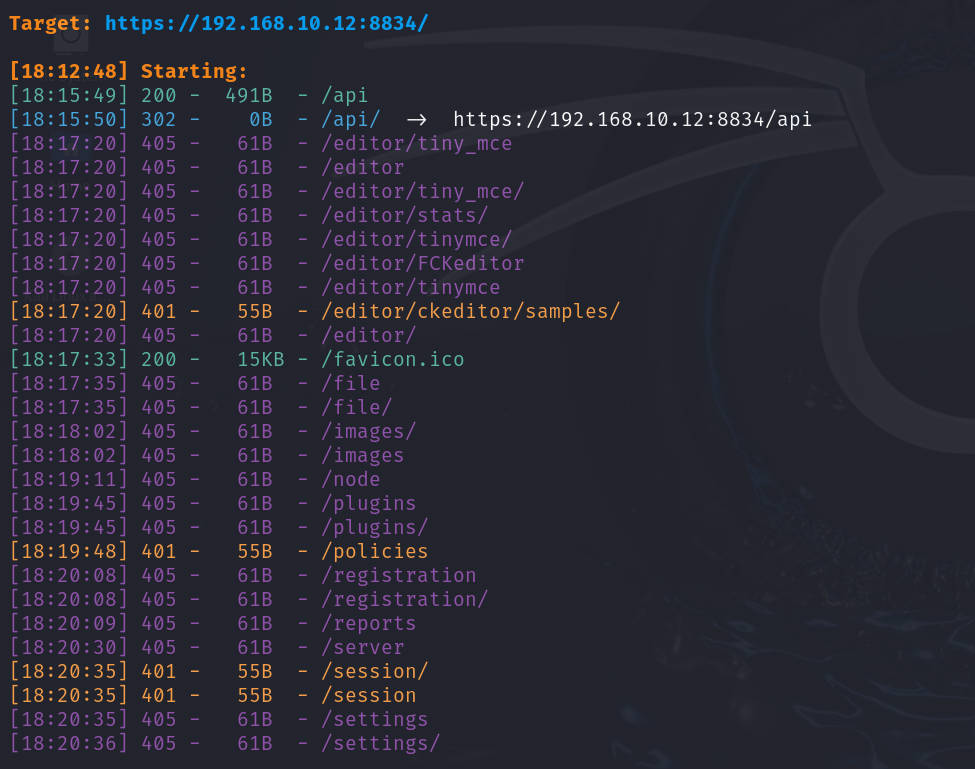 Target: https://192.168.10.12:8834/
[18:12:48] Starting:
[18:15:49] 200 - 491B - /api
[18:15:50] 302 - 0B - /api/ → https://192.168.10.12:8834/api
[18:17:20] 405 - 61B - /editor/tiny_mce
[18:17:20] 405 - 61B - /editor
[18:17:20] 405 - 61B - /editor/tiny_mce/
[18:17:20] 405 - 61B - /editor/stats/
[18:17:20] 405 - 61B - /editor/tinymce/
[18:17:20] 405 - 61B - /editor/FCKeditor
[18:17:20] 405 - 61B - /editor/tinymce
[18:17:20] 401 - 55B - /editor/ckeditor/samples/
[18:17:20] 405 - 61B - /editor/
[18:17:33] 200 - 15KB - /favicon.ico
[18:17:35] 405 - 61B - /file
[18:17:35] 405 - 61B - /file/
[18:18:02] 405 - 61B - /images/
[18:18:02] 405 - 61B - /images
[18:19:11] 405 - 61B - /node
[18:19:45] 405 - 61B - /plugins
[18:19:45] 405 - 61B - /plugins/
[18:19:48] 401 - 55B - /policies
[18:20:08] 405 - 61B - /registration
[18:20:08] 405 - 61B - /registration/
[18:20:09] 405 - 61B - /reports
[18:20:30] 405 - 61B - /server
[18:20:35] 401 - 55B - /session/
[18:20:35] 401 - 55B - /session
[18:20:35] 405 - 61B - /settings
[18:20:36] 405 - 61B - /settings/